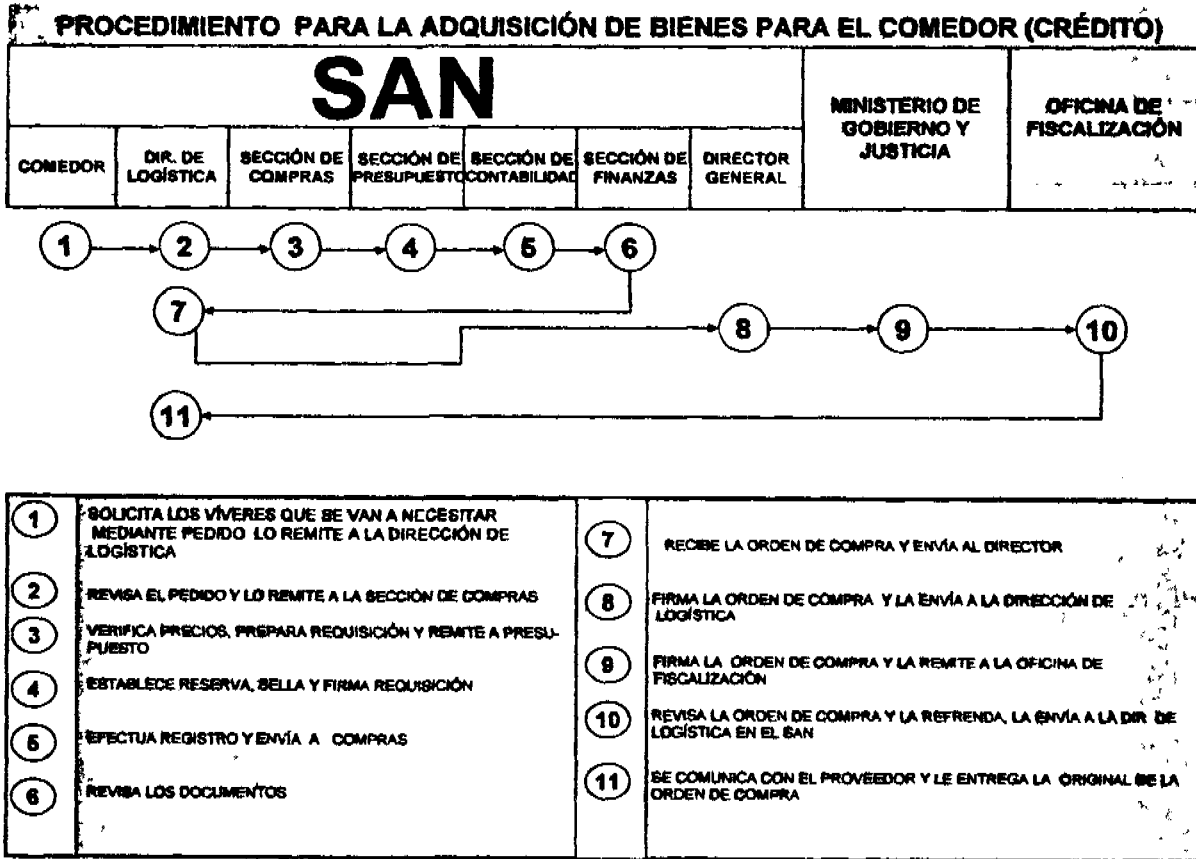 PROCEDIMIENTO PARA LA ADQUISICIÓN DE BIENES PARA EL COMEDOR (CRÉDITO)
SAN
MINISTERIO DE
GOBIERNO Y
JUSTICIA
OFICINA DE
FISCALIZACIÓN
COMEDOR
DIR. DE
LOGÍSTICA
SECCIÓN DE
COMPRAS
SECCIÓN DE
PRESUPUESTO
SECCIÓN DE
CONTABILIDAD
SECCIÓN DE
FINANZAS
DIRECTOR
GENERAL
1
2
3
4
5
6
7
8
9
10
11
1
SOLICITA LOS VÍVERES QUE SE VAN A NECESITAR
MEDIANTE PEDIDO LO REMITE A LA DIRECCIÓN DE
LOGÍSTICA
2
REVISA EL PEDIDO Y LO REMITE A LA SECCIÓN DE COMPRAS
3
VERIFICA PRECIOS, PREPARA REQUISICIÓN Y REMITE A PRESU-
PUESTO
4
ESTABLECE RESERVA, SELLA Y FIRMA REQUISICIÓN
5
EFECTUA REGISTRO Y ENVÍA A COMPRAS
6
REVISA LOS DOCUMENTOS
7
RECIBE LA ORDEN DE COMPRA Y ENVÍA AL DIRECTOR
8
FIRMA LA ORDEN DE COMPRA Y LA ENVÍA A LA DIRECCIÓN DE
LOGÍSTICA
9
FIRMA LA ORDEN DE COMPRA Y LA REMITE A LA OFICINA DE
FISCALIZACIÓN
10
REVISA LA ORDEN DE COMPRA Y LA REFRENDA, LA ENVÍA A LA DIR DE
LOGÍSTICA EN EL SAN
11
SE COMUNICA CON EL PROVEEDOR Y LE ENTREGA LA ORIGINAL DE LA
ORDEN DE COMPRA